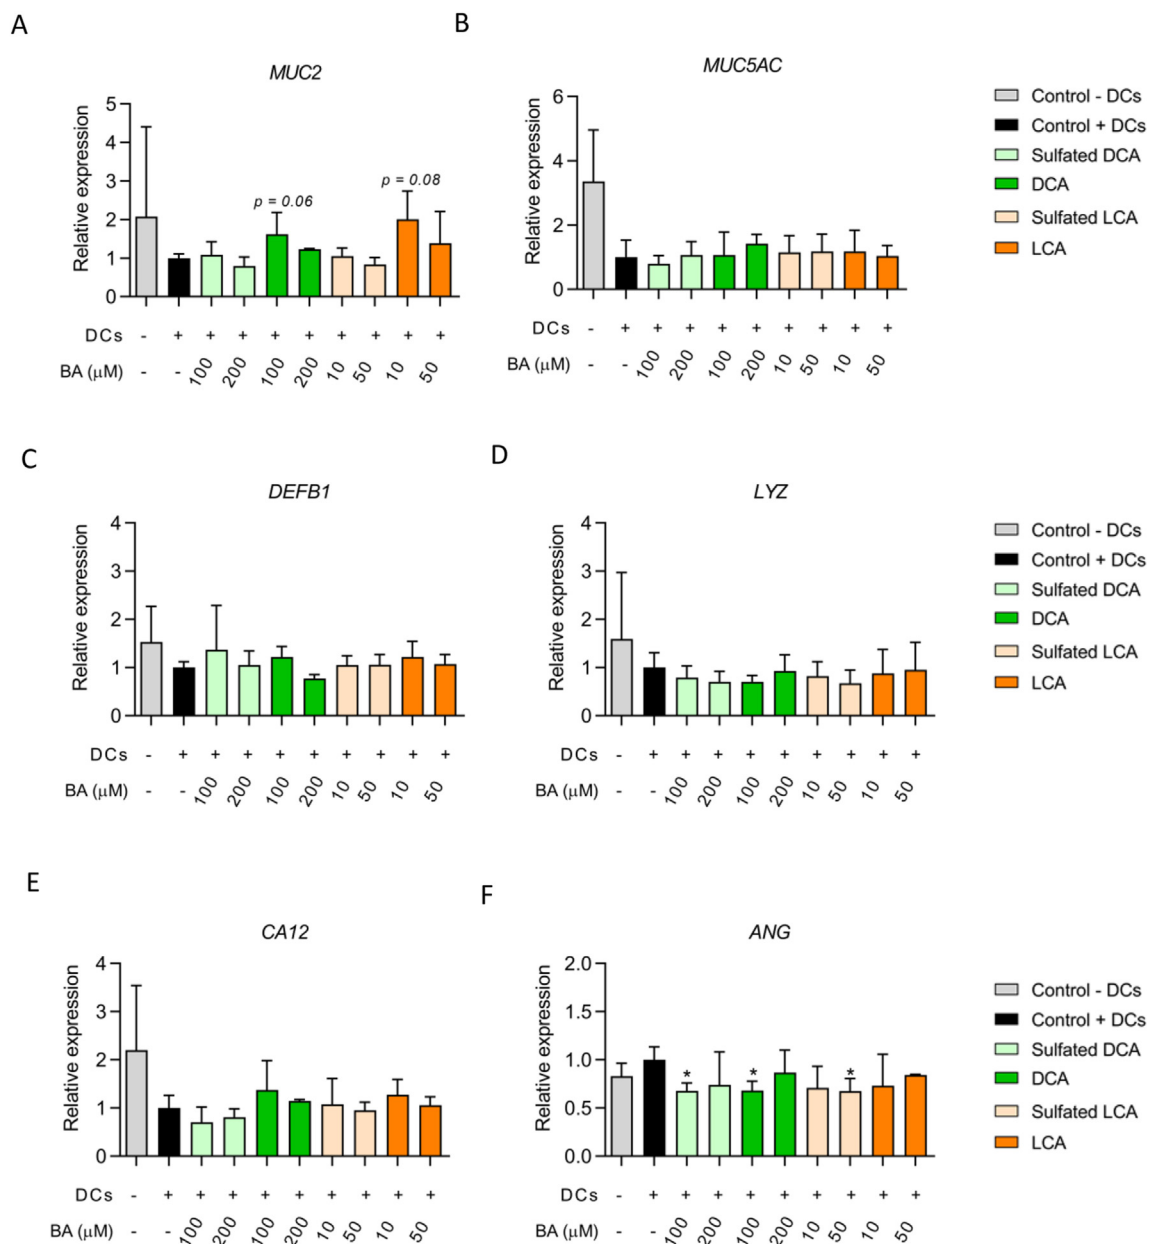 A
B
MUC2
MUC5AC
Relative expression
5
4
3
2
1
0
p = 0.06
p = 0.08
DCs - + + + + + + + + +
BA (μM) - - 100 200 100 200 10 50 10 50
Relative expression
6
4
2
0
DCs - + + + + + + + + +
BA (μM) - - 100 200 100 200 10 50 10 50
Control - DCs
Control + DCs
Sulfated DCA
DCA
Sulfated LCA
LCA
C
D
DEFB1
LYZ
Relative expression
4
3
2
1
0
DCs - + + + + + + + + +
BA (μM) - - 100 200 100 200 10 50 10 50
Relative expression
4
3
2
1
0
DCs - + + + + + + + + +
BA (μM) - - 100 200 100 200 10 50 10 50
Control - DCs
Control + DCs
Sulfated DCA
DCA
Sulfated LCA
LCA
E
F
CA12
ANG
Relative expression
4
3
2
1
0
DCs - + + + + + + + + +
BA (μM) - - 100 200 100 200 10 50 10 50
Relative expression
2.0
1.5
1.0
0.5
0.0
* * *
DCs - + + + + + + + + +
BA (μM) - - 100 200 100 200 10 50 10 50
Control - DCs
Control + DCs
Sulfated DCA
DCA
Sulfated LCA
LCA